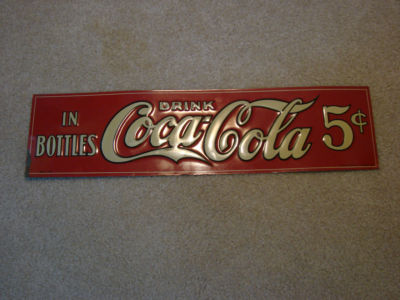 DRINK
IN
BOTTLES
Coca-Cola
5¢